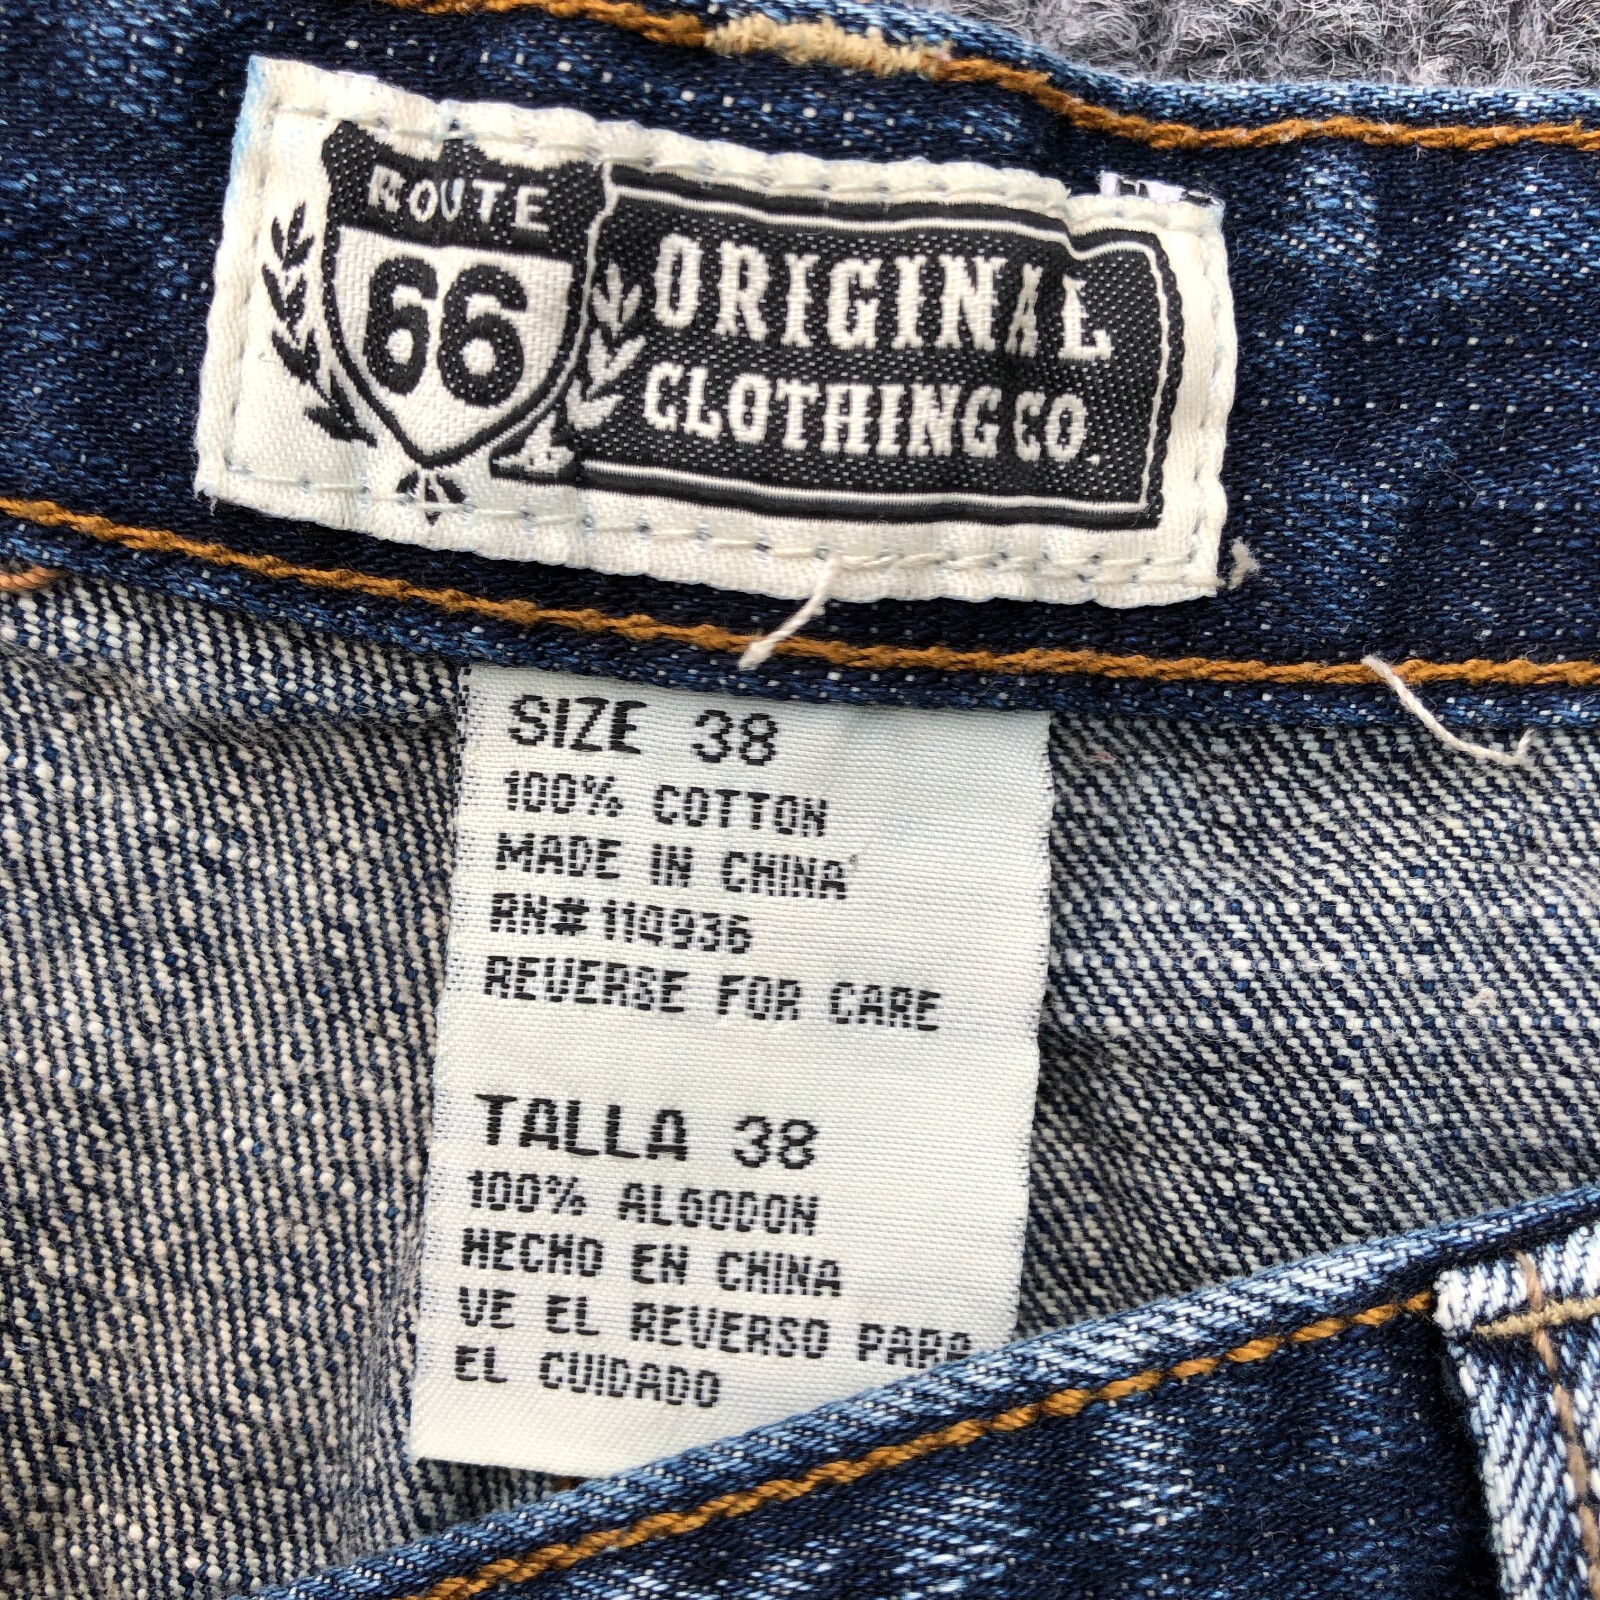 ROUTE
66
ORIGINAL
CLOTHING CO.
SIZE 38
100% COTTON
MADE IN CHINA
RN#114936
REVERSE FOR CARE
TALLA 38
100% ALGODON
HECHO EN CHINA
VE EL REVERSO PARA
EL CUIDADO